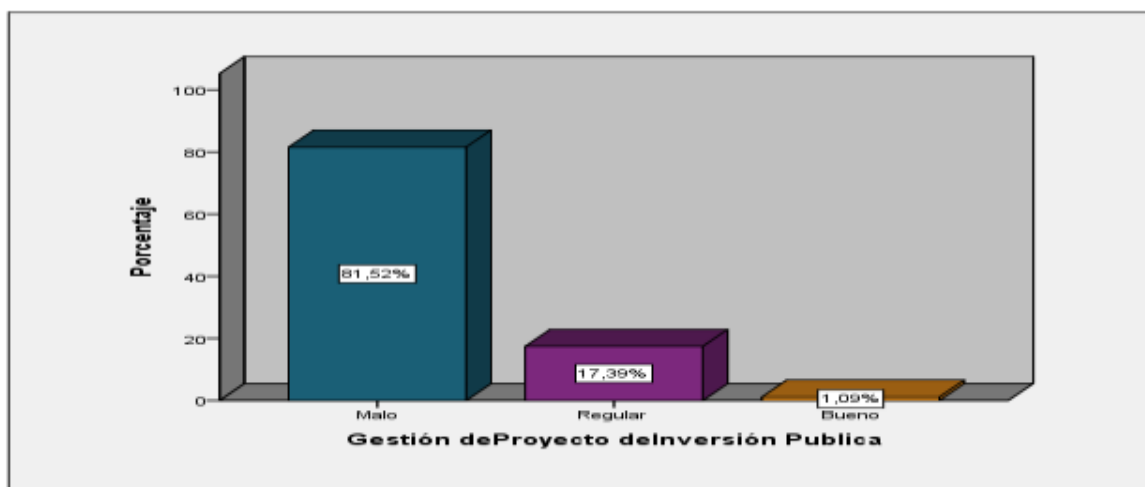 100
80
60
40
20
0
Porcentaje
81,52%
17,39%
1,09%
Malo
Regular
Bueno
Gestión deProyecto deInversión Publica